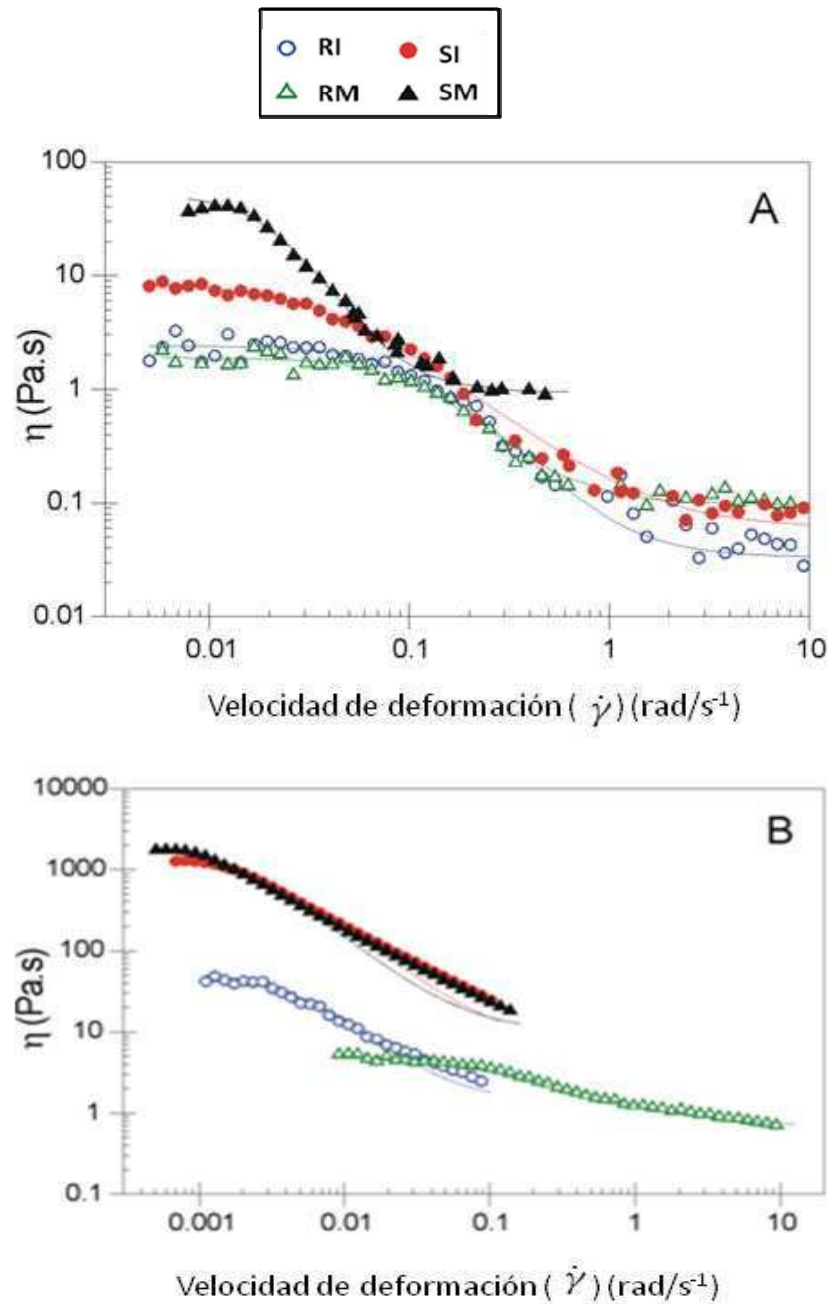 RI SI
RM SM
A
100
10
1
0.1
0.01
η (Pa.s)
0.01 0.1 1 10
Velocidad de deformación ( γ̇ ) (rad/s⁻¹)
B
10000
1000
100
10
1
0.1
η (Pa.s)
0.001 0.01 0.1 1 10
Velocidad de deformación ( γ̇ ) (rad/s⁻¹)